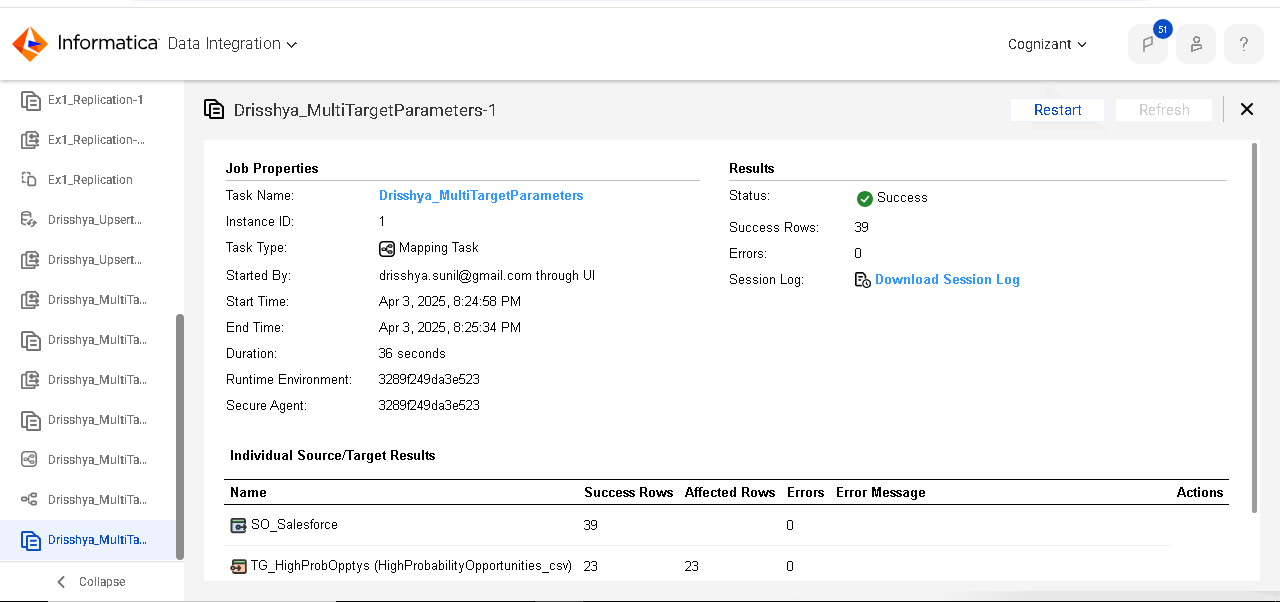 Informatica Data Integration
Cognizant
51
?
Ex1_Replication-1
Ex1_Replication-...
Ex1_Replication
Drisshya_Upsert...
Drisshya_Upsert...
Drisshya_MultiTa...
Drisshya_MultiTa...
Drisshya_MultiTa...
Drisshya_MultiTa...
Drisshya_MultiTa...
Drisshya_MultiTa...
Drisshya_MultiTa...
Collapse
Drisshya_MultiTargetParameters-1
Restart
Refresh
Job Properties
Task Name: Drisshya_MultiTargetParameters
Instance ID: 1
Task Type: Mapping Task
Started By: drisshya.sunil@gmail.com through UI
Start Time: Apr 3, 2025, 8:24:58 PM
End Time: Apr 3, 2025, 8:25:34 PM
Duration: 36 seconds
Runtime Environment: 3289f249da3e523
Secure Agent: 3289f249da3e523
Results
Status: Success
Success Rows: 39
Errors: 0
Session Log: Download Session Log
Individual Source/Target Results
Name Success Rows Affected Rows Errors Error Message Actions
SO_Salesforce 39 0
TG_HighProbOpptys (HighProbabilityOpportunities_csv) 23 23 0